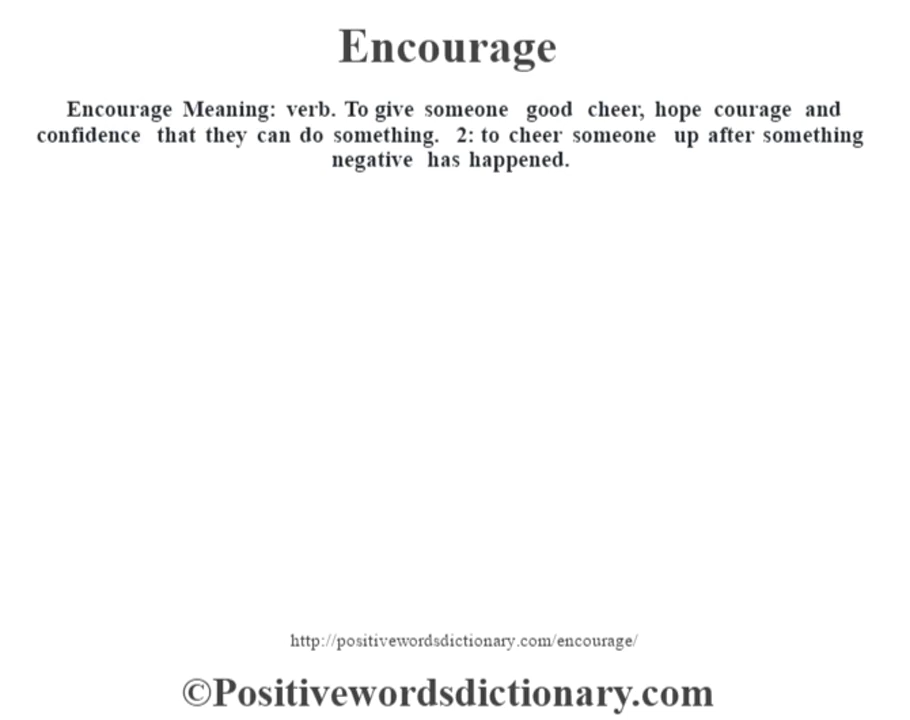 Encourage
Encourage Meaning: verb. To give someone good cheer, hope courage and
confidence that they can do something. 2: to cheer someone up after something
negative has happened.
http://positivewordsdictionary.com/encourage/
©Positivewordsdictionary.com